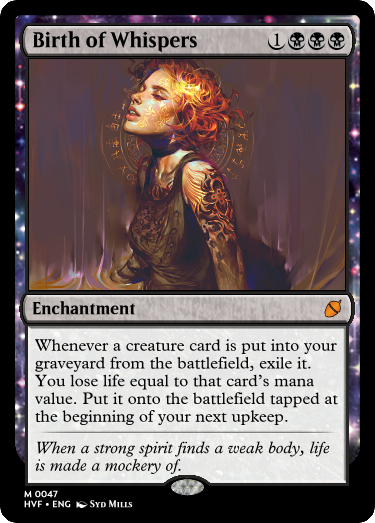 Birth of Whispers 1
Enchantment
Whenever a creature card is put into your
graveyard from the battlefield, exile it.
You lose life equal to that card's mana
value. Put it onto the battlefield tapped at
the beginning of your next upkeep.
When a strong spirit finds a weak body, life
is made a mockery of.
M 0047
HVF • ENG Syd Mills